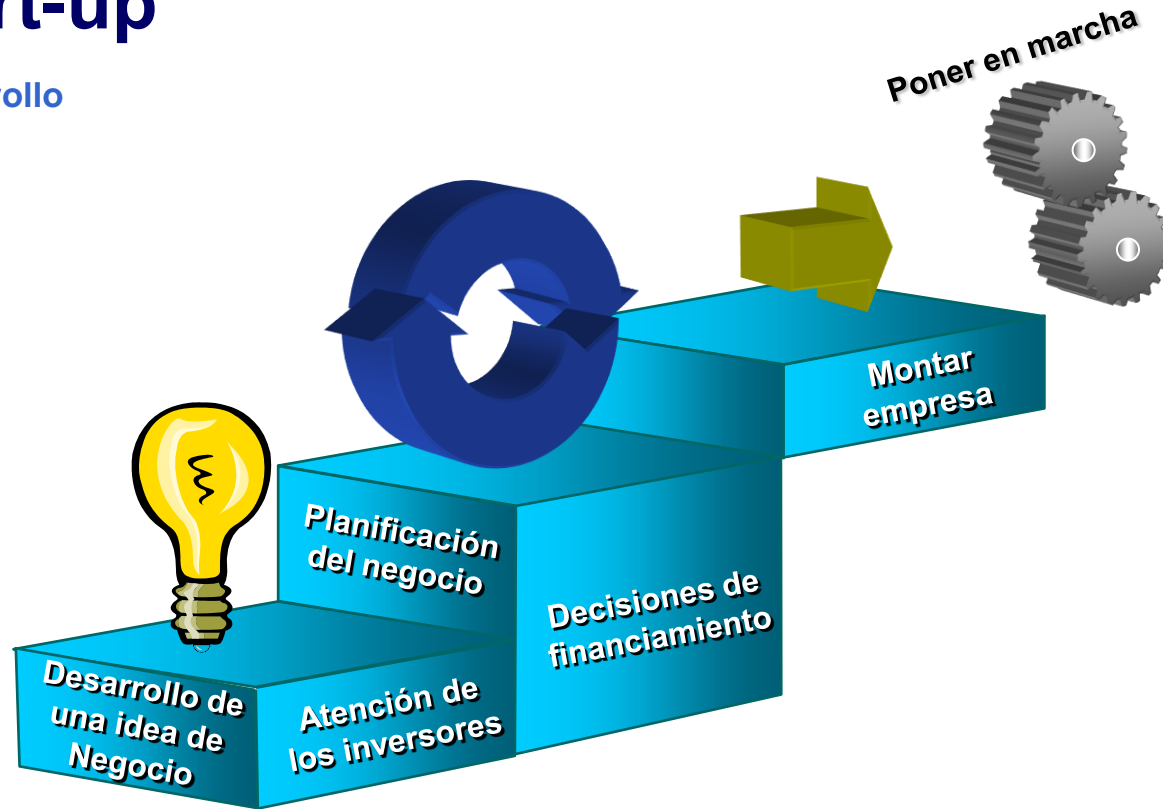 rt-up
ollo
Poner en marcha
Montar
empresa
Planificación
del negocio
Decisiones de
financiamiento
Desarrollo de
una idea de
Negocio
Atención de
los inversores